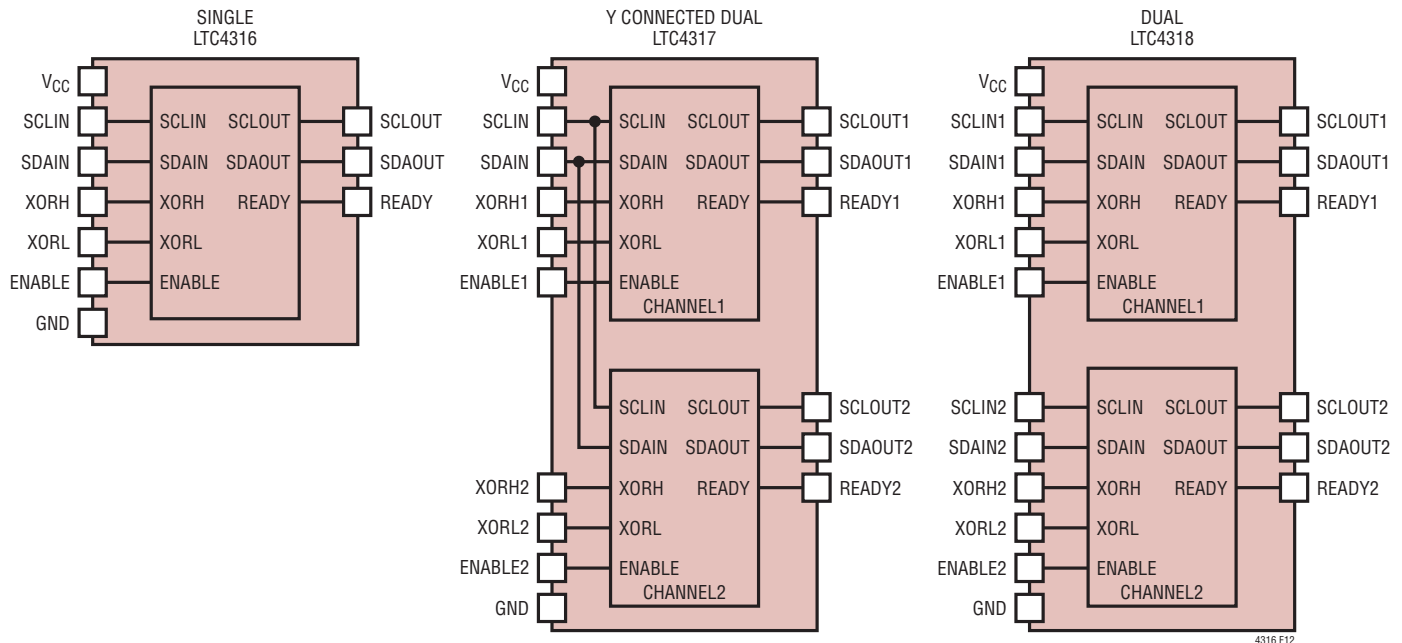 SINGLE
LTC4316
VCC
SCLIN
SDAIN
XORH
XORL
ENABLE
GND
SCLIN SCLOUT
SDAIN SDAOUT
XORH READY
XORL
ENABLE
SCLOUT
SDAOUT
READY
Y CONNECTED DUAL
LTC4317
VCC
SCLIN
SDAIN
XORH1
XORL1
ENABLE1
SCLIN SCLOUT
SDAIN SDAOUT
XORH READY
XORL
ENABLE
CHANNEL1
SCLOUT1
SDAOUT1
READY1
XORH2
XORL2
ENABLE2
GND
SCLIN SCLOUT
SDAIN SDAOUT
XORH READY
XORL
ENABLE
CHANNEL2
SCLOUT2
SDAOUT2
READY2
DUAL
LTC4318
VCC
SCLIN1
SDAIN1
XORH1
XORL1
ENABLE1
SCLIN SCLOUT
SDAIN SDAOUT
XORH READY
XORL
ENABLE
CHANNEL1
SCLOUT1
SDAOUT1
READY1
SCLIN2
SDAIN2
XORH2
XORL2
ENABLE2
GND
SCLIN SCLOUT
SDAIN SDAOUT
XORH READY
XORL
ENABLE
CHANNEL2
SCLOUT2
SDAOUT2
READY2
4316 F12